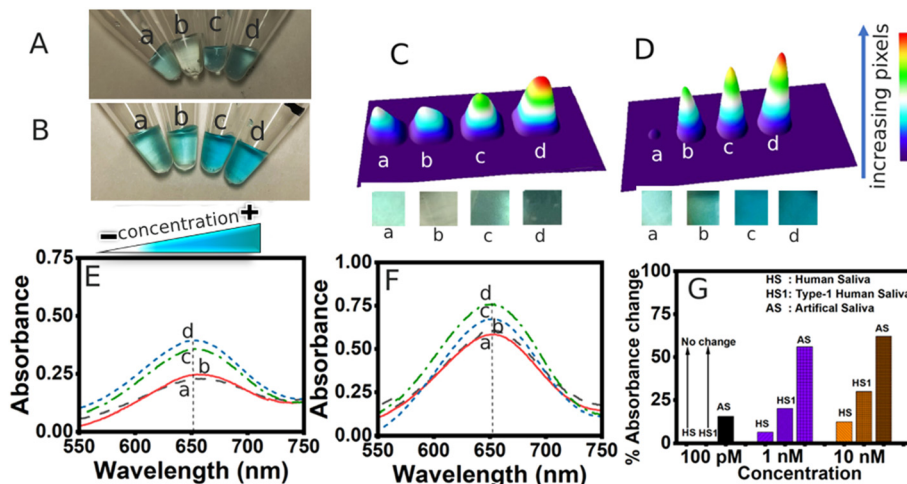 A
a
b
c
d
B
a
b
c
d
− concentration +
C
a
b
c
d
a
b
c
d
D
a
b
c
d
a
b
c
d
increasing pixels
E
Absorbance
0.75
0.50
0.25
0.00
d
c
b
a
550 600 650 700 750
Wavelength (nm)
F
Absorbance
1.00
0.75
0.50
0.25
0.00
d
c
b
a
550 600 650 700 750
Wavelength (nm)
G
% Absorbance change
100
75
50
25
0
HS : Human Saliva
HS1: Type-1 Human Saliva
AS : Artifical Saliva
No change
HS
HS1
AS
HS
HS1
AS
HS
HS1
AS
100 pM 1 nM 10 nM
Concentration